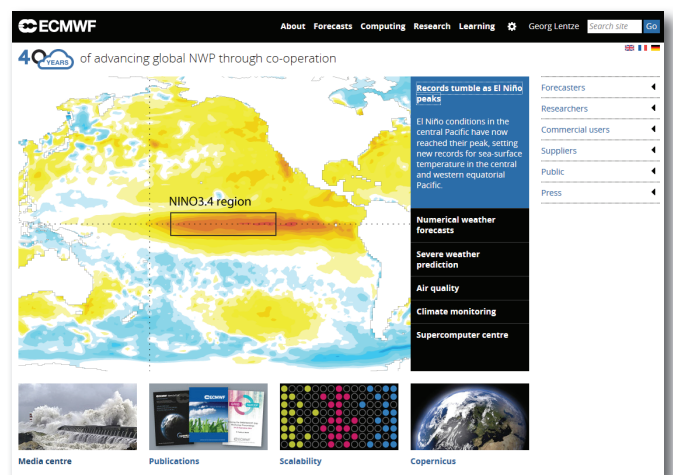 ECMWF
About Forecasts Computing Research Learning Georg Lentze Search site Go
40 YEARS of advancing global NWP through co-operation
NINO3.4 region
Records tumble as El Niño
peaks
El Niño conditions in the
central Pacific have now
reached their peak, setting
new records for sea-surface
temperature in the central
and western equatorial
Pacific.
Numerical weather
forecasts
Severe weather
prediction
Air quality
Climate monitoring
Supercomputer centre
Forecasters
Researchers
Commercial users
Suppliers
Public
Press
ECMWF
Media centre
Publications
Scalability
Copernicus